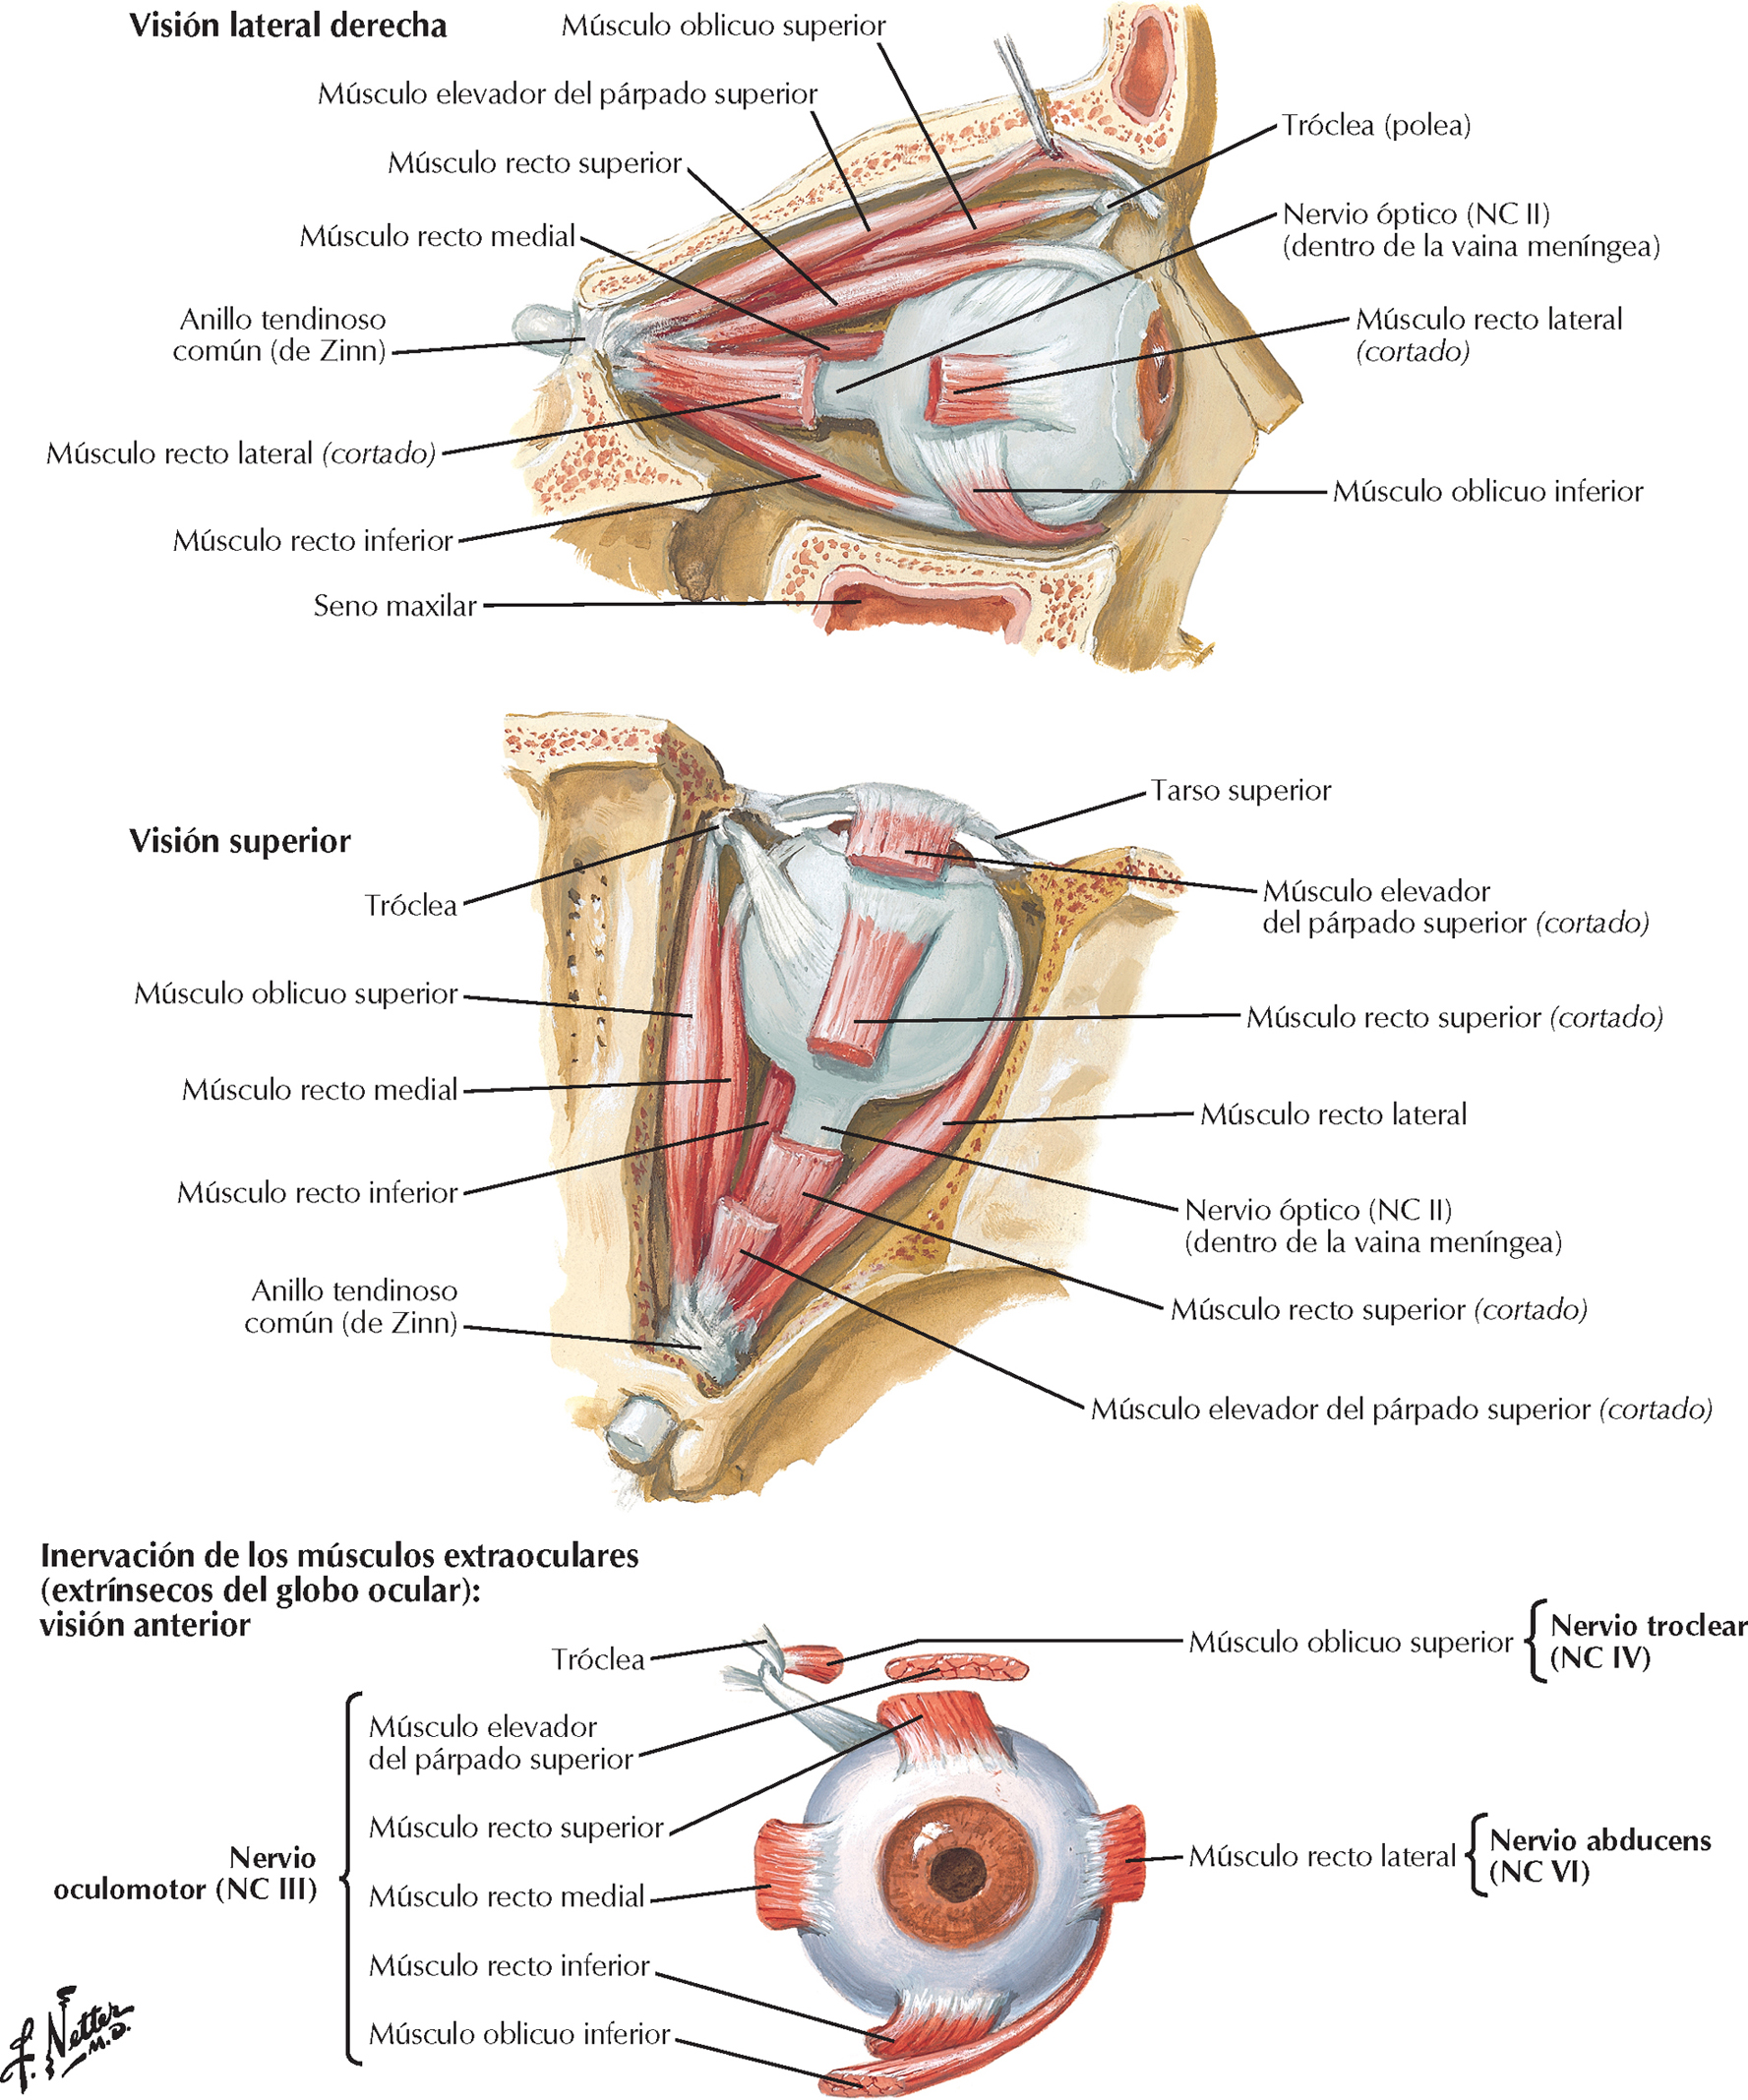 Visión lateral derecha
Músculo oblicuo superior
Músculo elevador del párpado superior
Tróclea (polea)
Músculo recto superior
Nervio óptico (NC II)
(dentro de la vaina meníngea)
Músculo recto medial
Anillo tendinoso
común (de Zinn)
Músculo recto lateral
(cortado)
Músculo recto lateral (cortado)
Músculo oblicuo inferior
Músculo recto inferior
Seno maxilar
Visión superior
Tarso superior
Tróclea
Músculo elevador
del párpado superior (cortado)
Músculo oblicuo superior
Músculo recto superior (cortado)
Músculo recto medial
Músculo recto lateral
Músculo recto inferior
Nervio óptico (NC II)
(dentro de la vaina meníngea)
Anillo tendinoso
común (de Zinn)
Músculo recto superior (cortado)
Músculo elevador del párpado superior (cortado)
Inervación de los músculos extraoculares
(extrínsecos del globo ocular):
visión anterior
Tróclea
Músculo oblicuo superior
Nervio troclear
(NC IV)
Músculo elevador
del párpado superior
Músculo recto superior
Nervio
oculomotor (NC III)
Músculo recto lateral
Nervio abducens
(NC VI)
Músculo recto medial
Músculo recto inferior
Músculo oblicuo inferior
F. Netter
M.D.